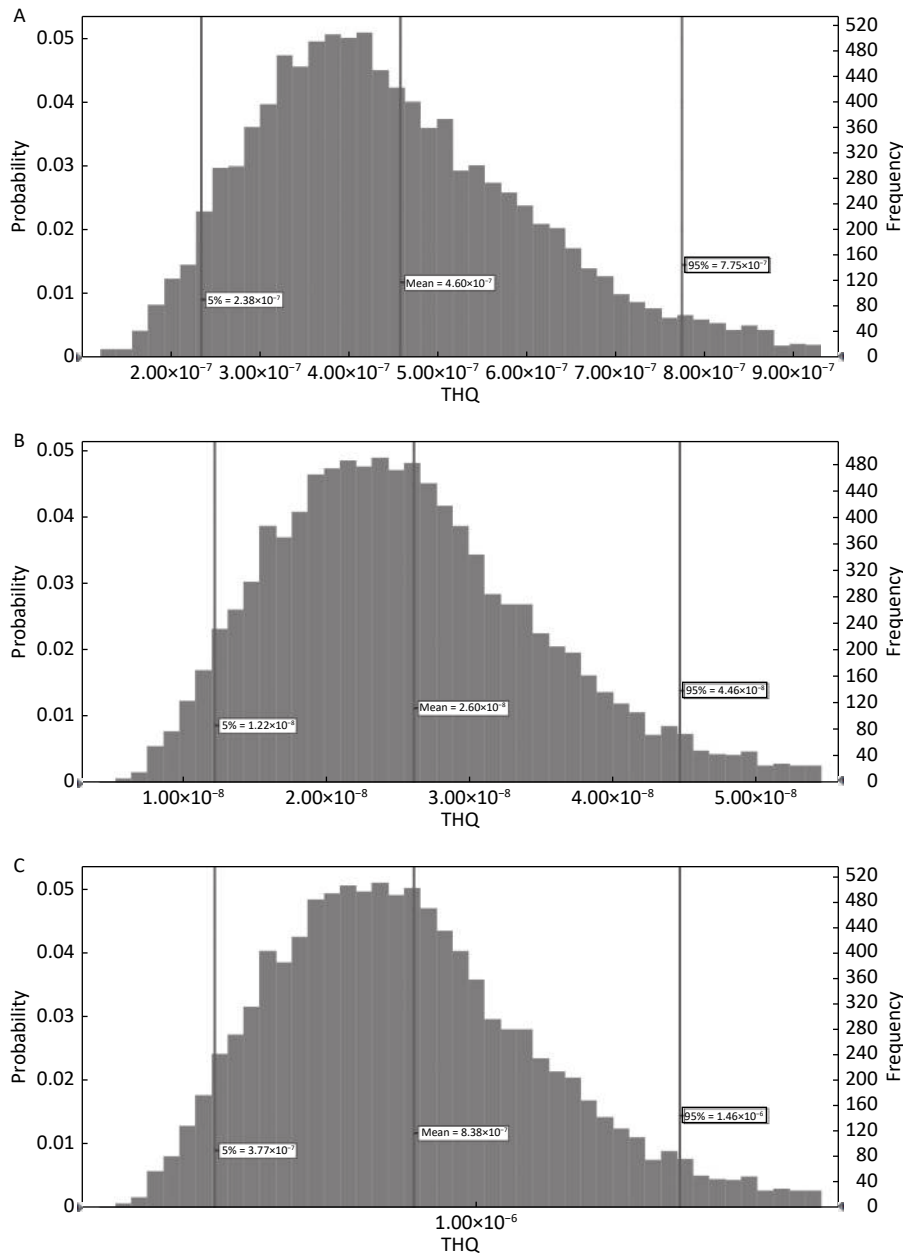 A
Probability
0.05
0.04
0.03
0.02
0.01
0
5% = 2.38×10⁻⁷
Mean = 4.60×10⁻⁷
95% = 7.75×10⁻⁷
520
480
440
400
360
320
280
240
200
160
120
80
40
0
Frequency
2.00×10⁻⁷ 3.00×10⁻⁷ 4.00×10⁻⁷ 5.00×10⁻⁷ 6.00×10⁻⁷ 7.00×10⁻⁷ 8.00×10⁻⁷ 9.00×10⁻⁷
THQ
B
Probability
0.05
0.04
0.03
0.02
0.01
0
5% = 1.22×10⁻⁸
Mean = 2.60×10⁻⁸
95% = 4.46×10⁻⁸
480
440
400
360
320
280
240
200
160
120
80
40
0
Frequency
1.00×10⁻⁸ 2.00×10⁻⁸ 3.00×10⁻⁸ 4.00×10⁻⁸ 5.00×10⁻⁸
THQ
C
Probability
0.05
0.04
0.03
0.02
0.01
0
5% = 3.77×10⁻⁷
Mean = 8.38×10⁻⁷
95% = 1.46×10⁻⁶
520
480
440
400
360
320
280
240
200
160
120
80
40
0
Frequency
1.00×10⁻⁶
THQ